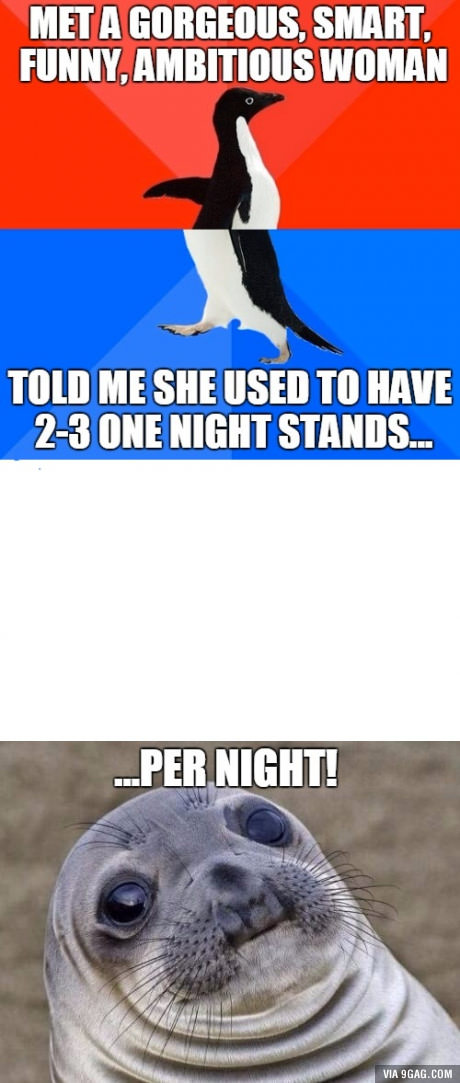 MET A GORGEOUS, SMART,
FUNNY, AMBITIOUS WOMAN
TOLD ME SHE USED TO HAVE
2-3 ONE NIGHT STANDS...
...PER NIGHT!
VIA 9GAG.COM